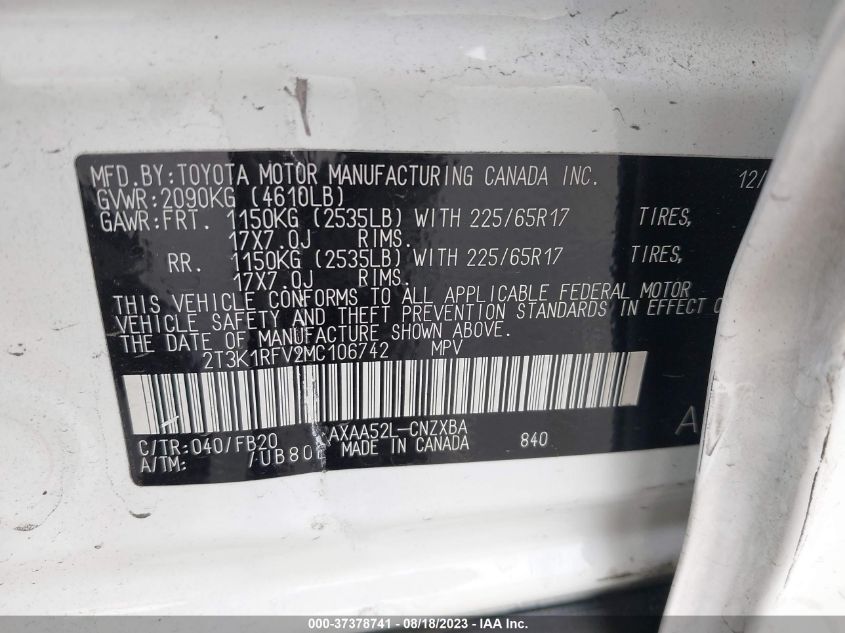 MFD.BY:TOYOTA MOTOR MANUFACTURING CANADA INC. 12/
GVWR:2090KG (4610LB)
GAWR:FRT. 1150KG (2535LB) WITH 225/65R17 TIRES,
17X7.0J RIMS.
RR. 1150KG (2535LB) WITH 225/65R17 TIRES,
17X7.0J RIMS.
THIS VEHICLE CONFORMS TO ALL APPLICABLE FEDERAL MOTOR
VEHICLE SAFETY AND THEFT PREVENTION STANDARDS IN EFFECT O
THE DATE OF MANUFACTURE SHOWN ABOVE.
2T3K1RFV2MC106742 MPV
C/TR:040/FB20 AXAA52L-CNZXBA
A/TM: /UB80 MADE IN CANADA 840
A
000-37378741 - 08/18/2023 - IAA Inc.